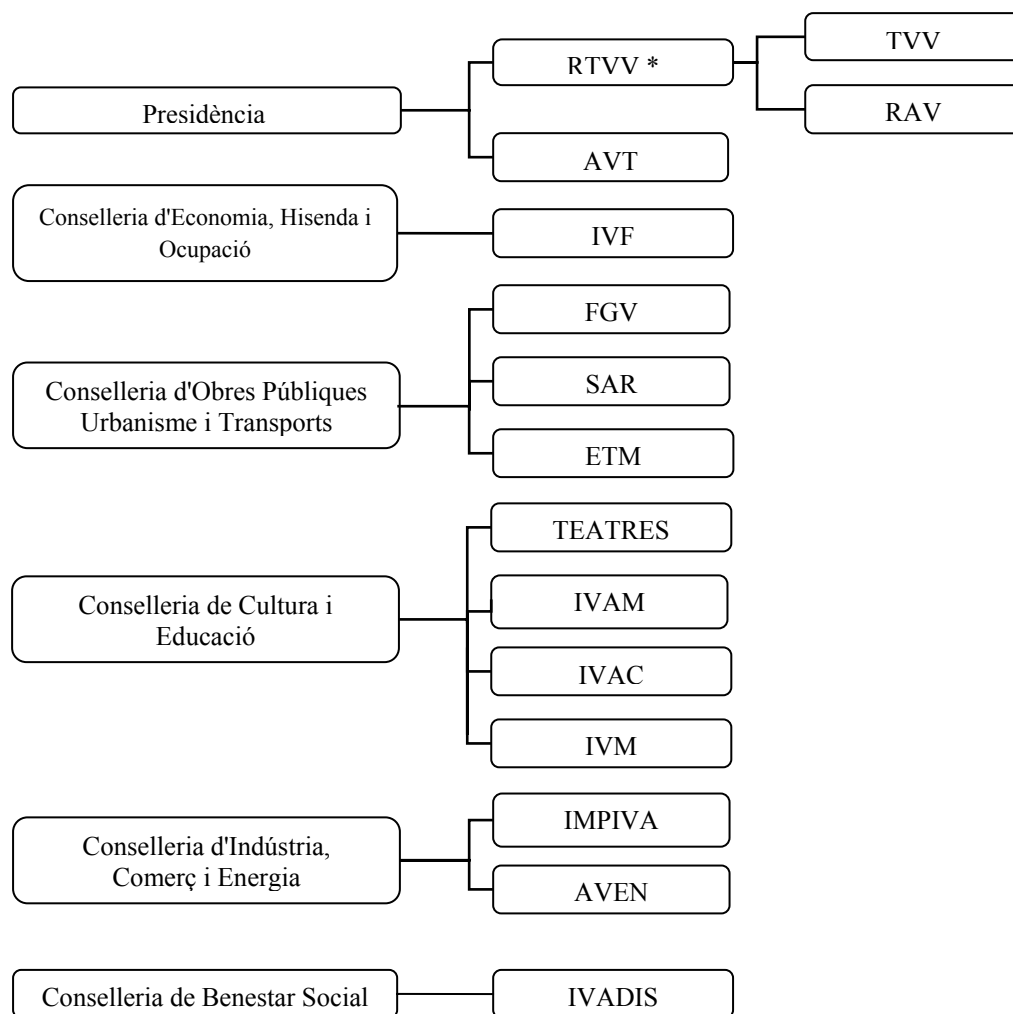 Presidència
RTVV *
TVV
RAV
AVT
Conselleria d'Economia, Hisenda i
Ocupació
IVF
Conselleria d'Obres Públiques
Urbanisme i Transports
FGV
SAR
ETM
Conselleria de Cultura i
Educació
TEATRES
IVAM
IVAC
IVM
Conselleria d'Indústria,
Comerç i Energia
IMPIVA
AVEN
Conselleria de Benestar Social
IVADIS